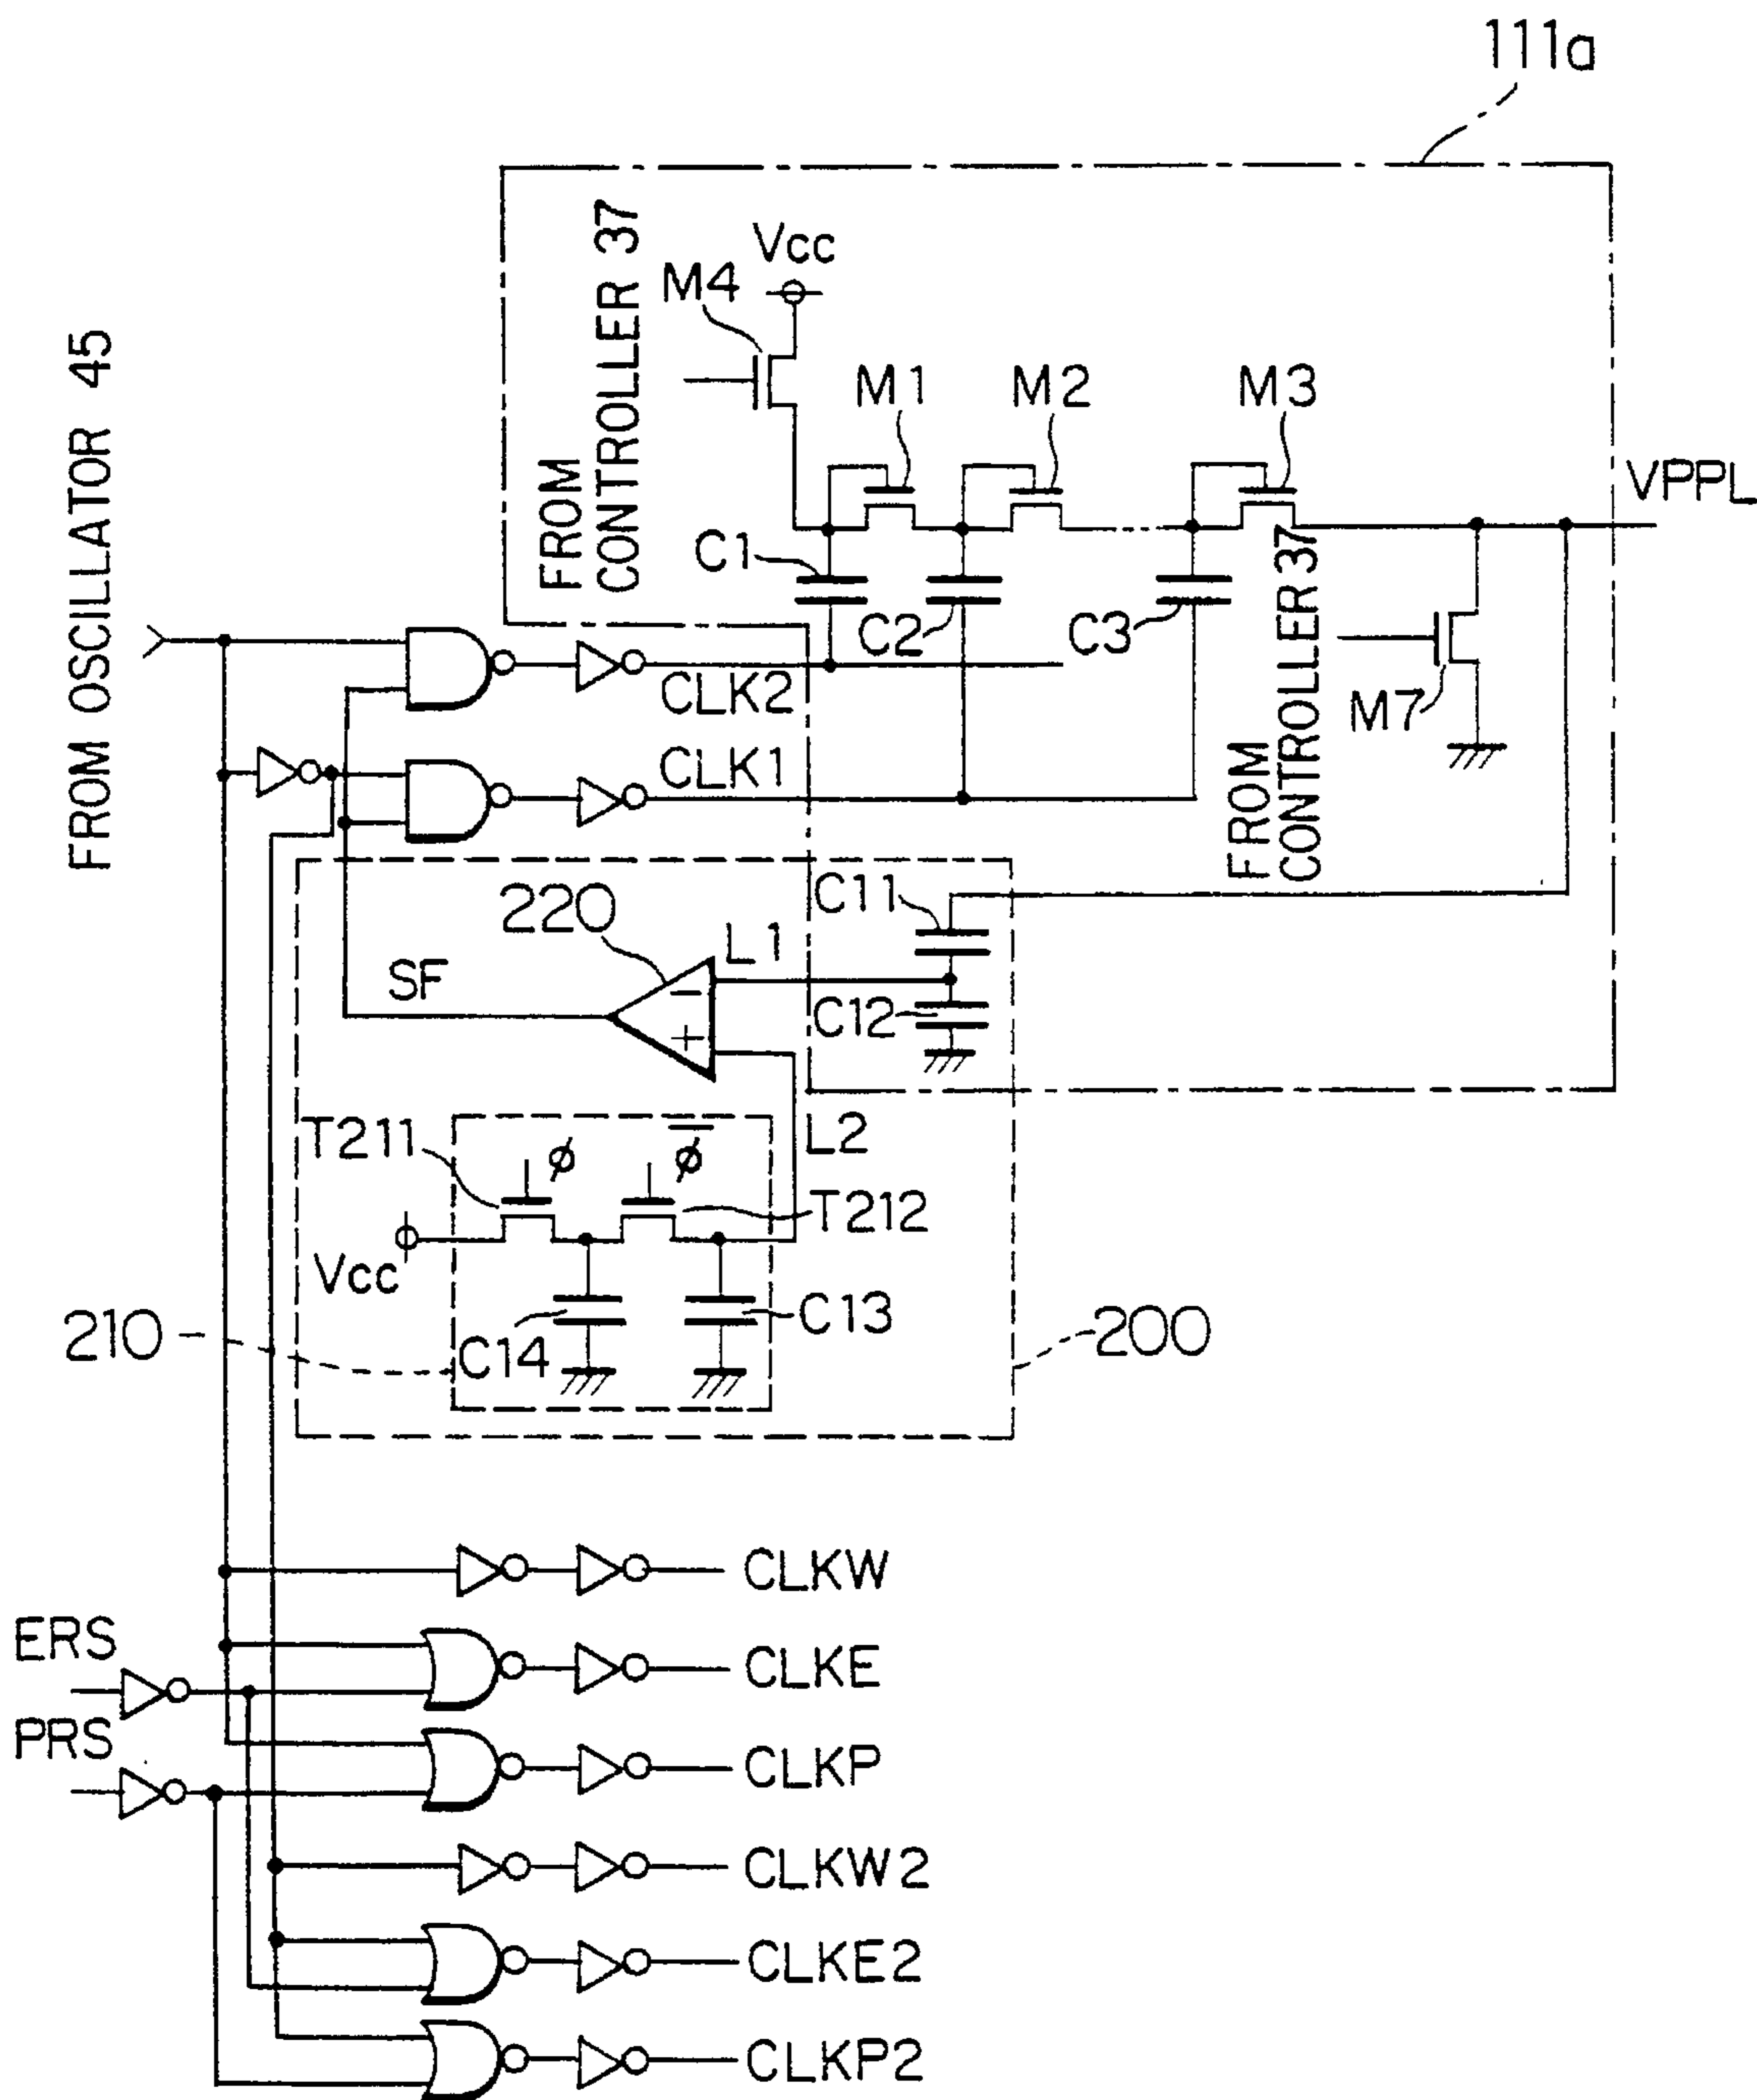 111a
FROM
CONTROLLER 37
Vcc
M4
M1
M2
M3
VPPL
FROM OSCILLATOR 45
C1
C2
C3
FROM
CONTROLLER 37
M7
CLK2
CLK1
220
C11
L1
SF
−
+
C12
L2
T211
ϕ
ϕ̅
T212
Vcc
210
C14
C13
200
CLKW
ERS
CLKE
PRS
CLKP
CLKW2
CLKE2
CLKP2